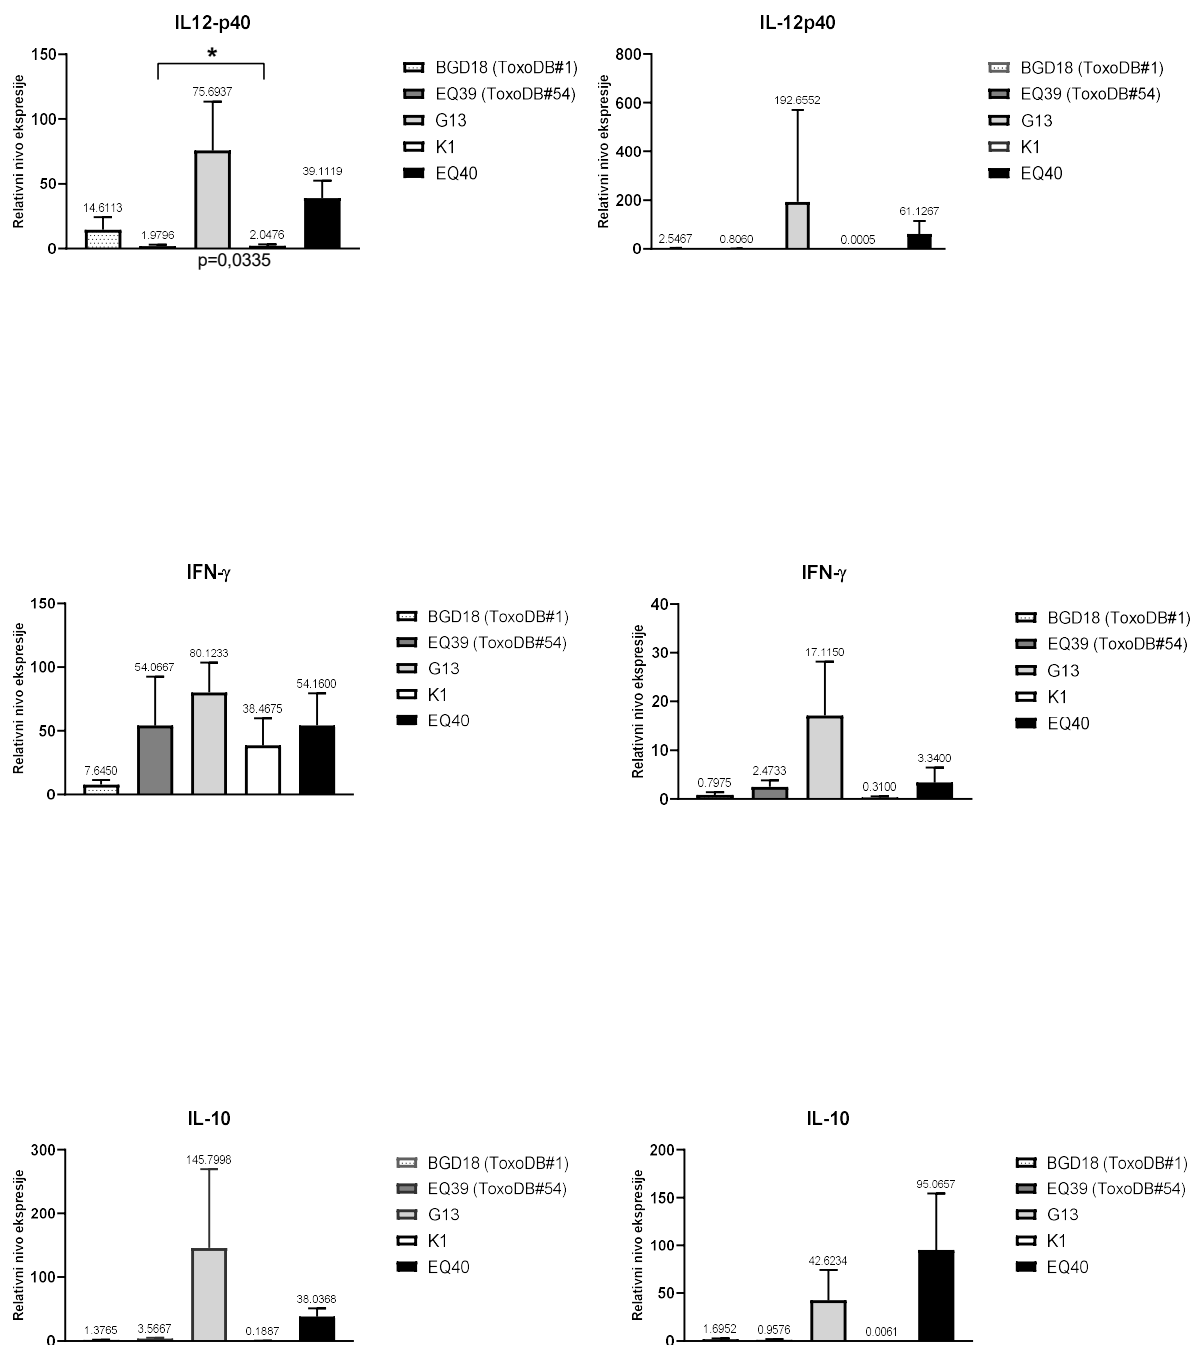 IL12-p40
Relativni nivo ekspresije
150
100
50
0
*
14.6113
1.9796
75.6937
2.0476
39.1119
p=0,0335
BGD18 (ToxoDB#1)
EQ39 (ToxoDB#54)
G13
K1
EQ40
IL-12p40
Relativni nivo ekspresije
800
600
400
200
0
2.5467
0.8060
192.6552
0.0005
61.1267
BGD18 (ToxoDB#1)
EQ39 (ToxoDB#54)
G13
K1
EQ40
IFN-γ
Relativni nivo ekspresije
150
100
50
0
7.6450
54.0667
80.1233
38.4675
54.1600
BGD18 (ToxoDB#1)
EQ39 (ToxoDB#54)
G13
K1
EQ40
IFN-γ
Relativni nivo ekspresije
40
30
20
10
0
0.7975
2.4733
17.1150
0.3100
3.3400
BGD18 (ToxoDB#1)
EQ39 (ToxoDB#54)
G13
K1
EQ40
IL-10
Relativni nivo ekspresije
300
200
100
0
1.3765
3.5667
145.7998
0.1887
38.0368
BGD18 (ToxoDB#1)
EQ39 (ToxoDB#54)
G13
K1
EQ40
IL-10
Relativni nivo ekspresije
200
150
100
50
0
1.6952
0.9576
42.6234
0.0061
95.0657
BGD18 (ToxoDB#1)
EQ39 (ToxoDB#54)
G13
K1
EQ40